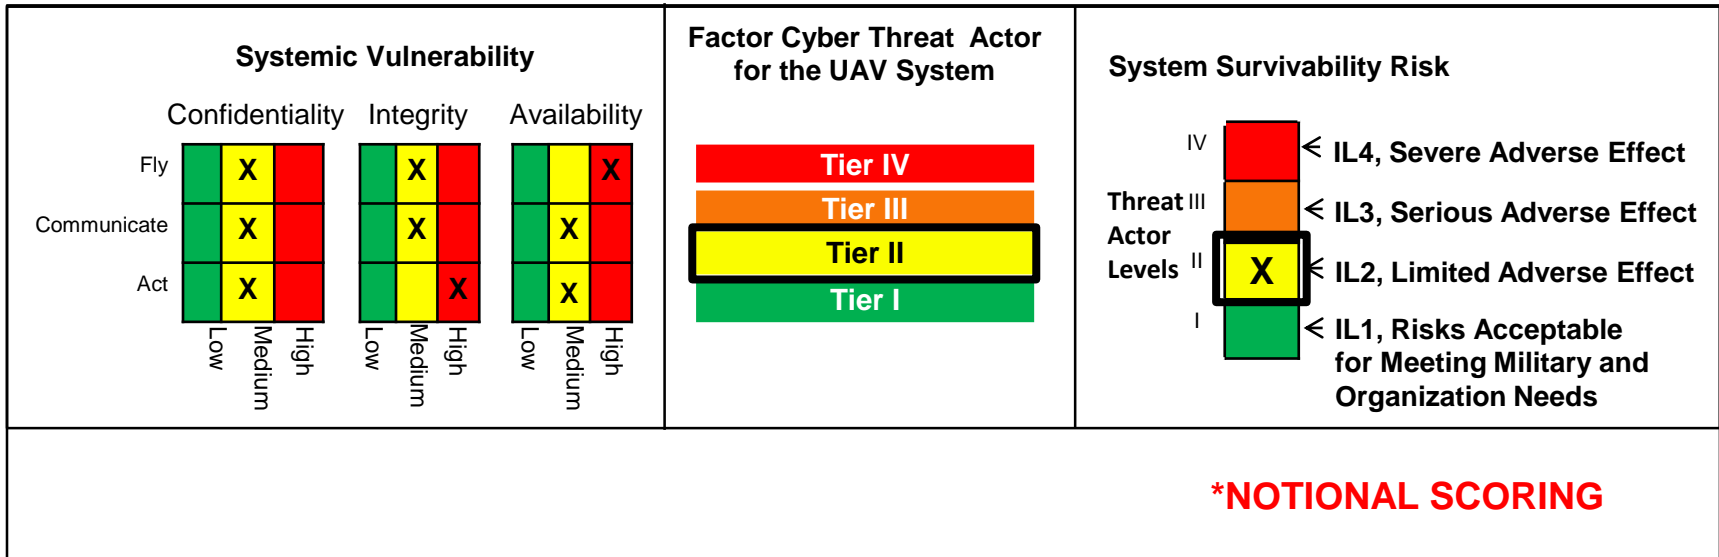 Systemic Vulnerability
Confidentiality Integrity Availability
Fly X X X
Communicate X X X
Act X X X
Low Medium High Low Medium High Low Medium High
Factor Cyber Threat Actor
for the UAV System
Tier IV
Tier III
Tier II
Tier I
System Survivability Risk
Threat
Actor
Levels
IV IL4, Severe Adverse Effect
III IL3, Serious Adverse Effect
II X IL2, Limited Adverse Effect
I IL1, Risks Acceptable
for Meeting Military and
Organization Needs
*NOTIONAL SCORING